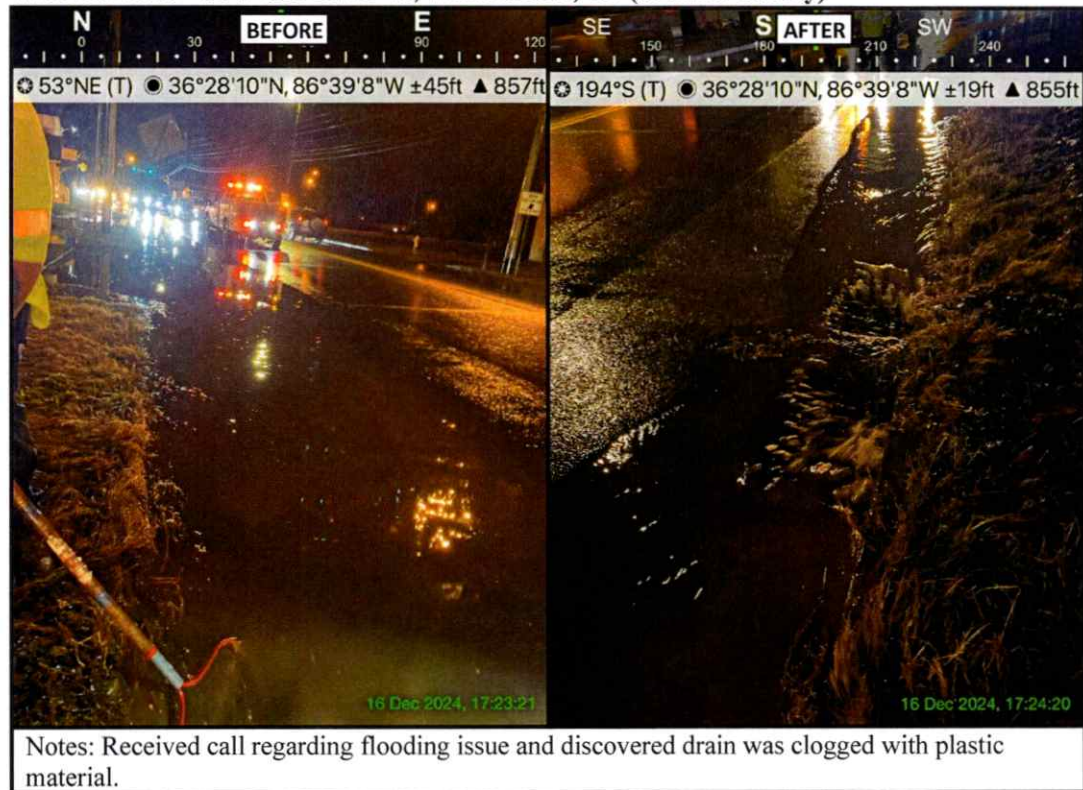 N BEFORE E
0 30 90 120
53°NE (T) 36°28'10"N, 86°39'8"W ±45ft ▲ 857ft
16 Dec 2024, 17:23:21
SE S AFTER SW
150 180 210 240
194°S (T) 36°28'10"N, 86°39'8"W ±19ft ▲ 855ft
16 Dec 2024, 17:24:20
Notes: Received call regarding flooding issue and discovered drain was clogged with plastic
material.